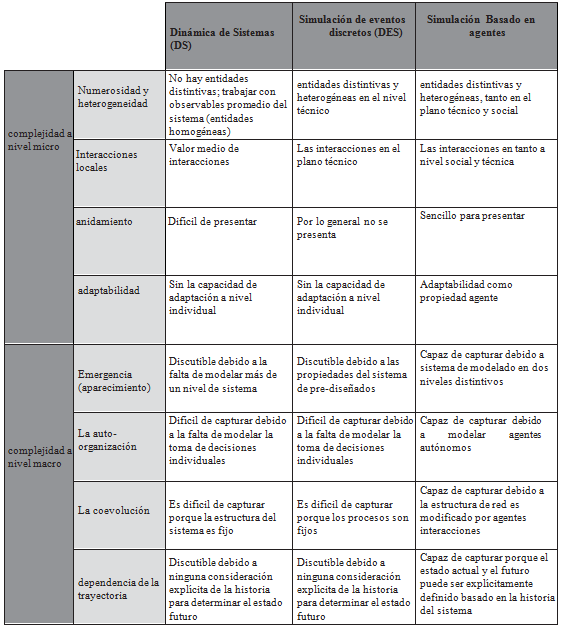 Dinámica de Sistemas
(DS)
Simulación de eventos
discretos (DES)
Simulación Basado en
agentes
complejidad a
nivel micro
Numerosidad y
heterogeneidad
No hay entidades
distintivas; trabajar con
observables promedio del
sistema (entidades
homogéneas)
entidades distintivas y
heterogéneas en el nivel
técnico
entidades distintivas y
heterogéneas, tanto en el
plano técnico y social
Interacciones
locales
Valor medio de
interacciones
Las interacciones en el
plano técnico
Las interacciones en tanto a
nivel social y técnica
anidamiento
Dificil de presentar
Por lo general no se
presenta
Sencillo para presentar
adaptabilidad
Sin la capacidad de
adaptación a nivel
individual
Sin la capacidad de
adaptación a nivel
individual
Adaptabilidad como
propiedad agente
complejidad a
nivel macro
Emergencia
(aparecimiento)
Discutible debido a la
falta de modelar más de
un nivel de sistema
Discutible debido a las
propiedades del sistema
de pre-diseñados
Capaz de capturar debido a
sistema de modelado en dos
niveles distintivos
La auto-
organización
Dificil de capturar debido
a la falta de modelar la
toma de decisiones
individuales
Dificil de capturar debido
a la falta de modelar la
toma de decisiones
individuales
Capaz de capturar debido
a modelar agentes
autónomos
La coevolución
Es dificil de capturar
porque la estructura del
sistema es fijo
Es dificil de capturar
porque los procesos son
fijos
Capaz de capturar debido a
la estructura de red es
modificado por agentes
interacciones
dependencia de la
trayectoria
Discutible debido a
ninguna consideración
explícita de la historia
para determinar el estado
futuro
Discutible debido a
ninguna consideración
explícita de la historia
para determinar el estado
futuro
Capaz de capturar porque el
estado actual y el futuro
puede ser explícitamente
definido basado en la historia
del sistema